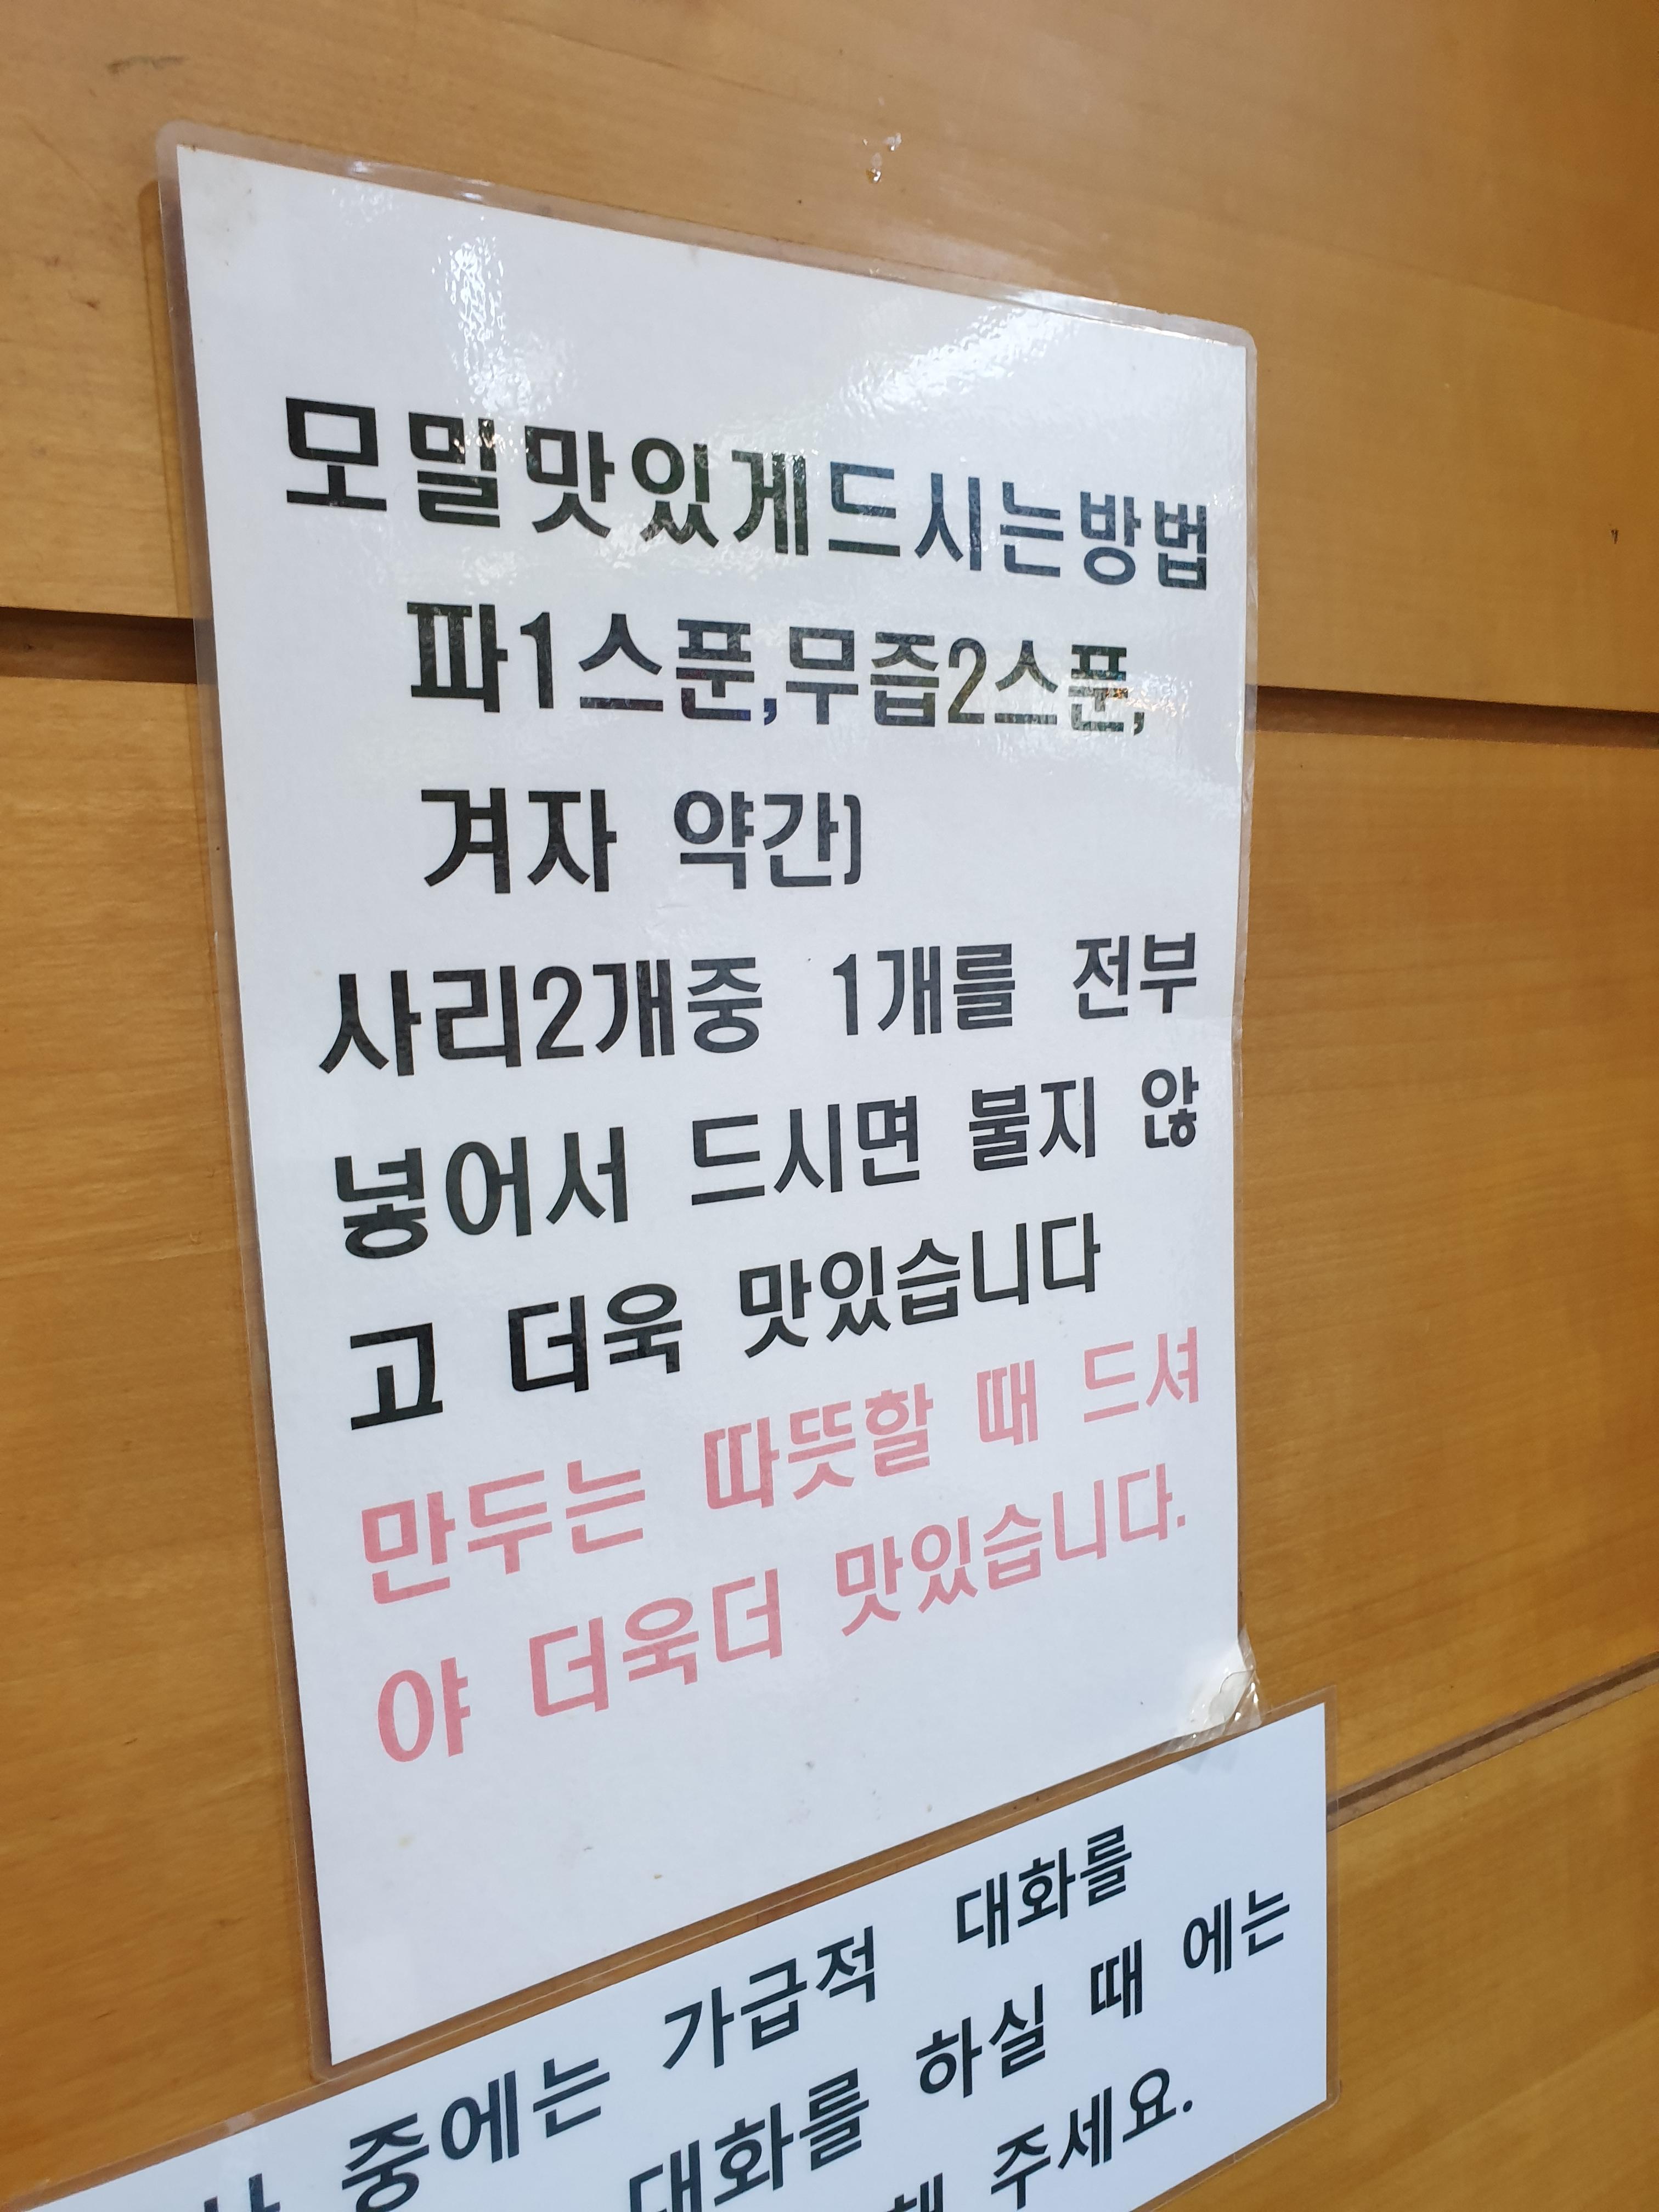 모밀맛있게드시는방법
파1스푼,무즙2스푼,
겨자 약간)
사리2개중 1개를 전부
넣어서 드시면 불지 않
고 더욱 맛있습니다
만두는 따뜻할 때 드셔
야 더욱더 맛있습니다.
중에는 가급적 대화를
대화를 하실 때 에는
주세요.